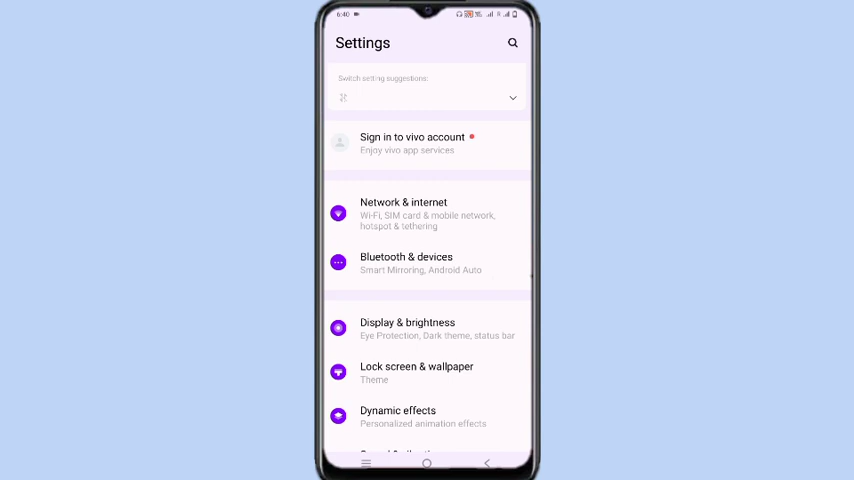 6:40
Settings
Switch setting suggestions:
Sign in to vivo account
Enjoy vivo app services
Network & internet
Wi-Fi, SIM card & mobile network,
hotspot & tethering
Bluetooth & devices
Smart Mirroring, Android Auto
Display & brightness
Eye Protection, Dark theme, status bar
Lock screen & wallpaper
Theme
Dynamic effects
Personalized animation effects